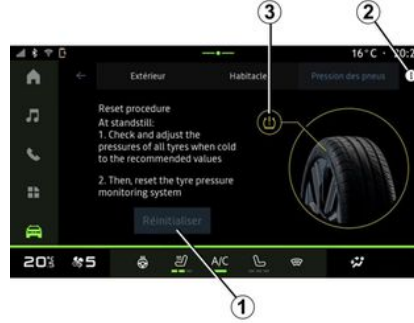 3
2
16°C · 20:2
Extérieur
Habitacle
Pression des pneus
Reset procedure
At standstill:
1. Check and adjust the
pressures of all tyres when cold
to the recommended values
2. Then, reset the tyre pressure
monitoring system
Réinitialiser
5
A/C
1